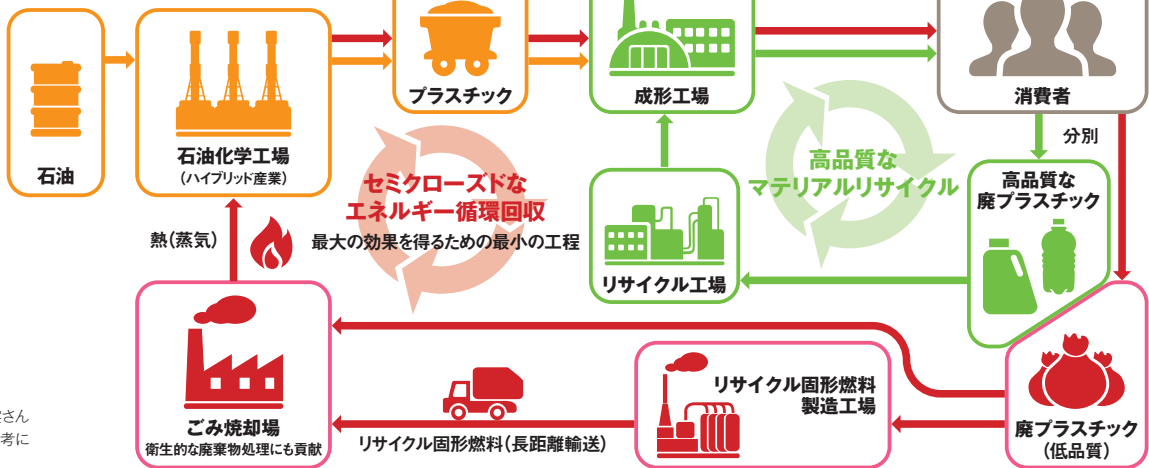 石油
石油化学工場
(ハイブリッド産業)
プラスチック
成形工場
消費者
分別
高品質な
廃プラスチック
高品質な
マテリアルリサイクル
セミクローズドな
エネルギー循環回収
最大の効果を得るための最小の工程
熱(蒸気)
リサイクル工場
ごみ焼却場
衛生的な廃棄物処理にも貢献
リサイクル固形燃料(長距離輸送)
リサイクル固形燃料
製造工場
廃プラスチック
(低品質)
さん
考に